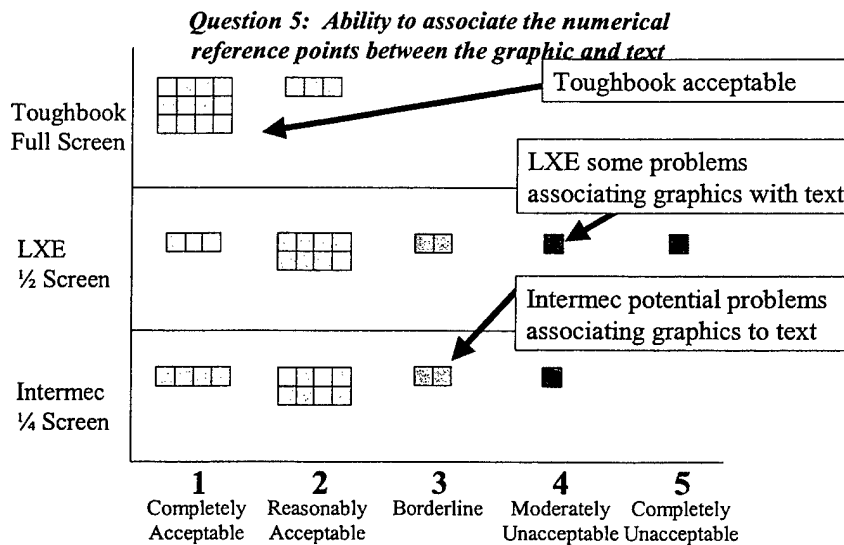 Question 5: Ability to associate the numerical
reference points between the graphic and text
Toughbook acceptable
Toughbook
Full Screen
LXE some problems
associating graphics with text
LXE
½ Screen
Intermec potential problems
associating graphics to text
Intermec
¼ Screen
1 2 3 4 5
Completely Reasonably Borderline Moderately Completely
Acceptable Acceptable Unacceptable Unacceptable